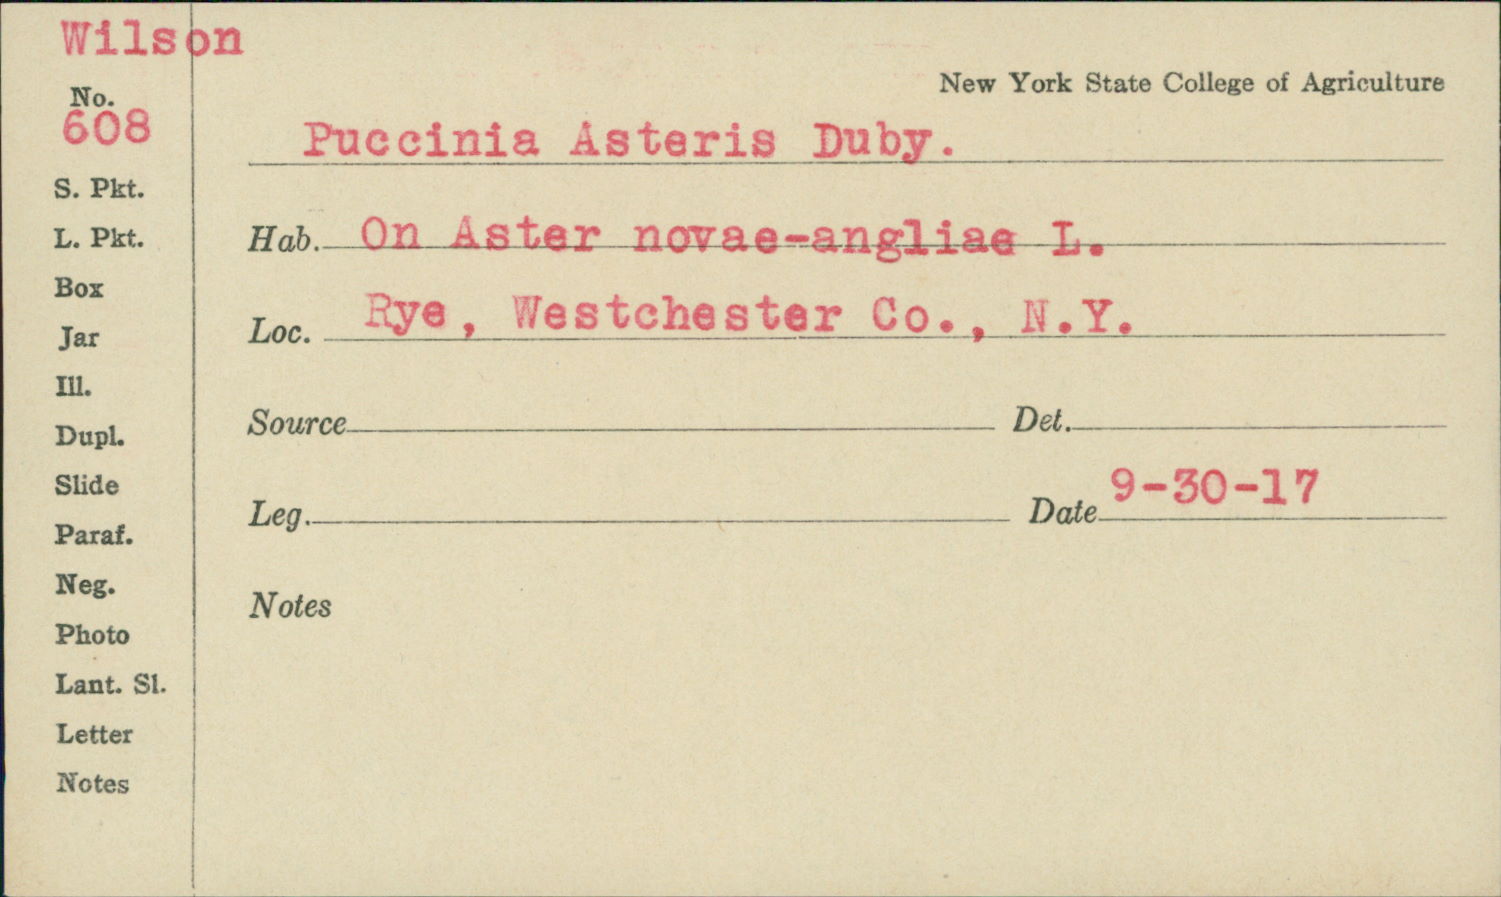 Wilson
New York State College of Agriculture
No.
608
Puccinia Asteris Duby.
S. Pkt.
L. Pkt.
Hab. On Aster novae-angliae L.
Box
Jar
Loc. Rye, Westchester Co., N.Y.
Ill.
Dupl.
Source Det.
Slide
Leg. Date 9-30-17
Paraf.
Neg.
Notes
Photo
Lant. Sl.
Letter
Notes